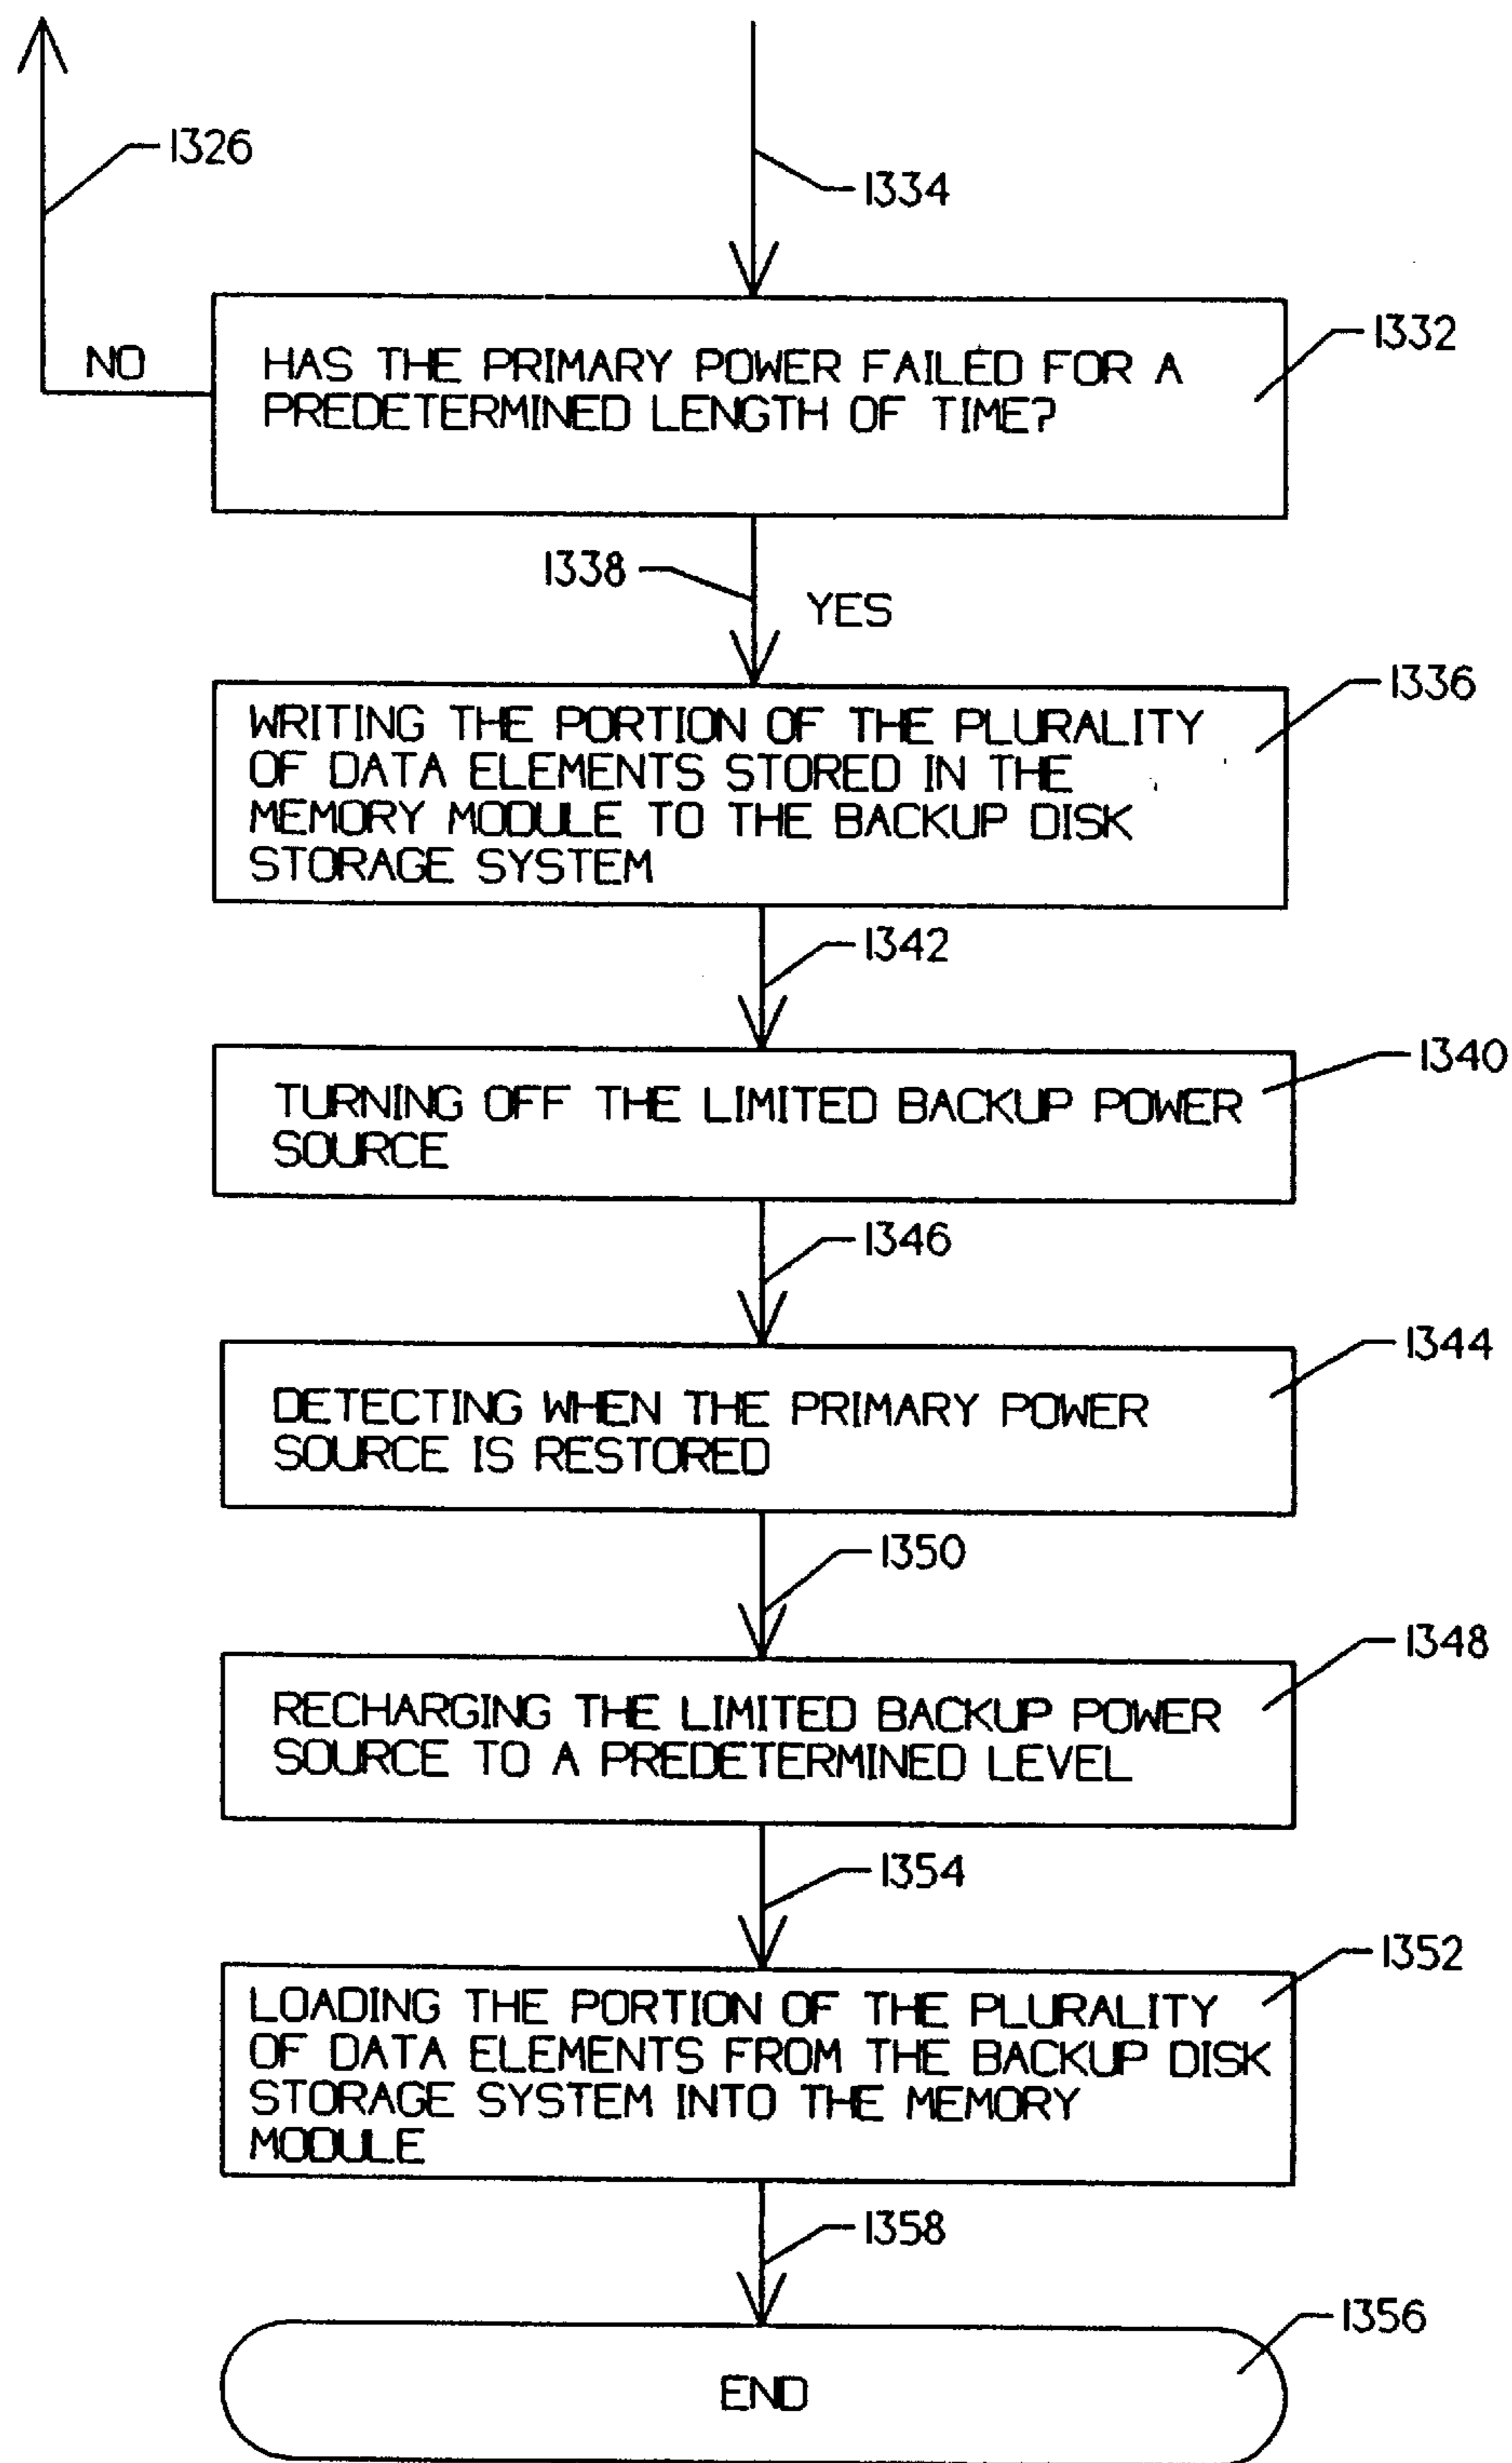 1326
1334
1332
NO
HAS THE PRIMARY POWER FAILED FOR A
PREDETERMINED LENGTH OF TIME?
1338
YES
1336
WRITING THE PORTION OF THE PLURALITY
OF DATA ELEMENTS STORED IN THE
MEMORY MODULE TO THE BACKUP DISK
STORAGE SYSTEM
1342
1340
TURNING OFF THE LIMITED BACKUP POWER
SOURCE
1346
1344
DETECTING WHEN THE PRIMARY POWER
SOURCE IS RESTORED
1350
1348
RECHARGING THE LIMITED BACKUP POWER
SOURCE TO A PREDETERMINED LEVEL
1354
1352
LOADING THE PORTION OF THE PLURALITY
OF DATA ELEMENTS FROM THE BACKUP DISK
STORAGE SYSTEM INTO THE MEMORY
MODULE
1358
1356
END